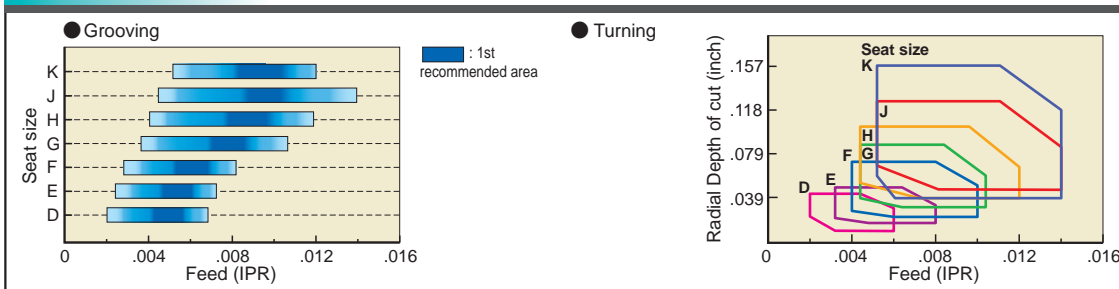 Grooving
K
J
H
G
F
E
D
Seat size
0
.004
.008
.012
.016
Feed (IPR)
: 1st
recommended area
Turning
Seat size
K
J
H
G
F
E
D
.157
.118
.079
.039
Radial Depth of cut (inch)
0
.004
.008
.012
.016
Feed (IPR)